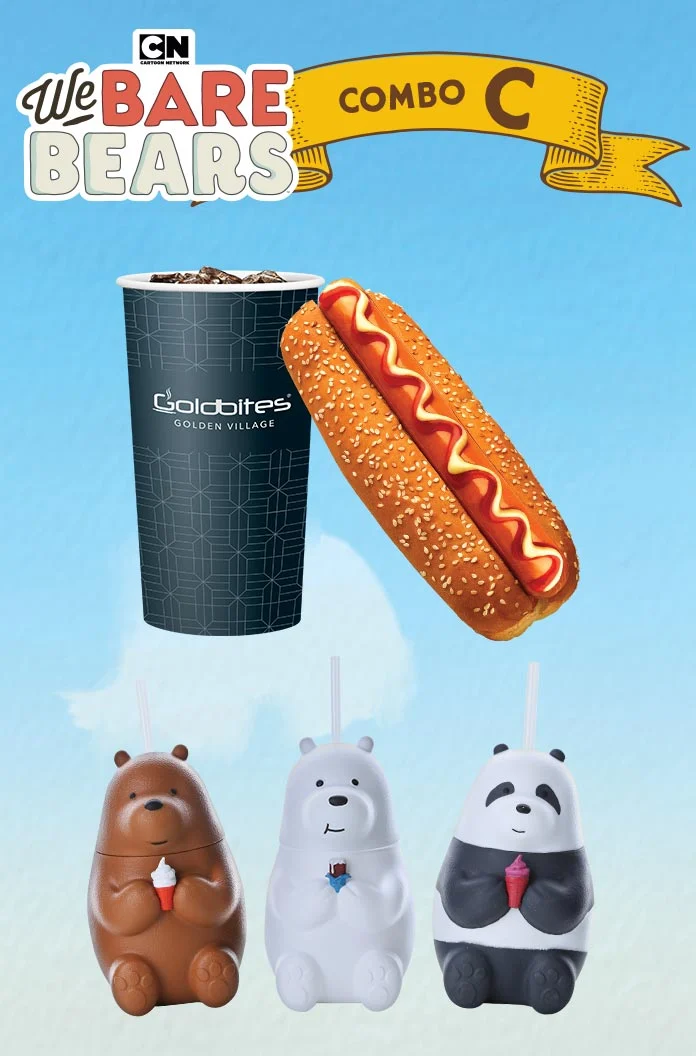 CN
CARTOON NETWORK
We BARE
BEARS
COMBO C
Goldbites
GOLDEN VILLAGE